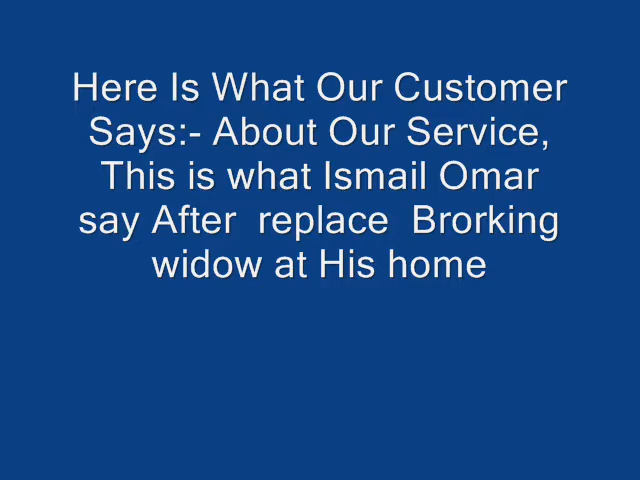 Here Is What Our Customer
Says:- About Our Service,
This is what Ismail Omar
say After  replace  Brorking
widow at His home